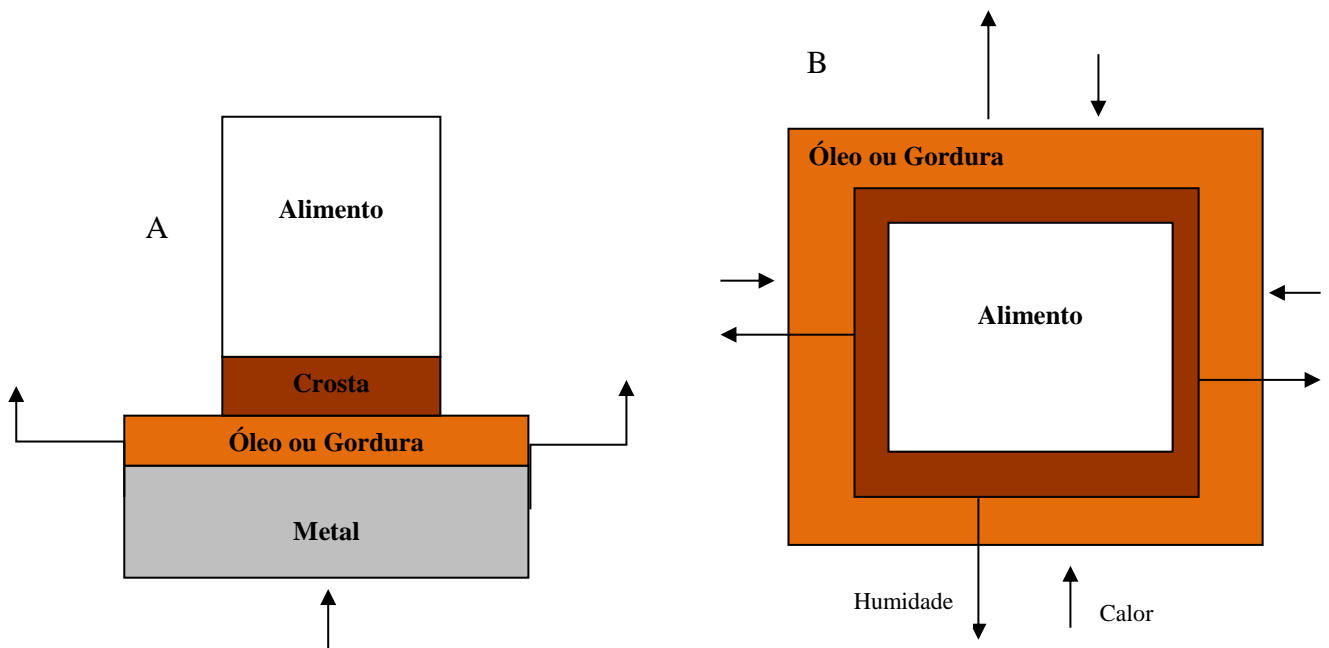 A
Alimento
Crosta
Óleo ou Gordura
Metal
B
Óleo ou Gordura
Alimento
Humidade
Calor